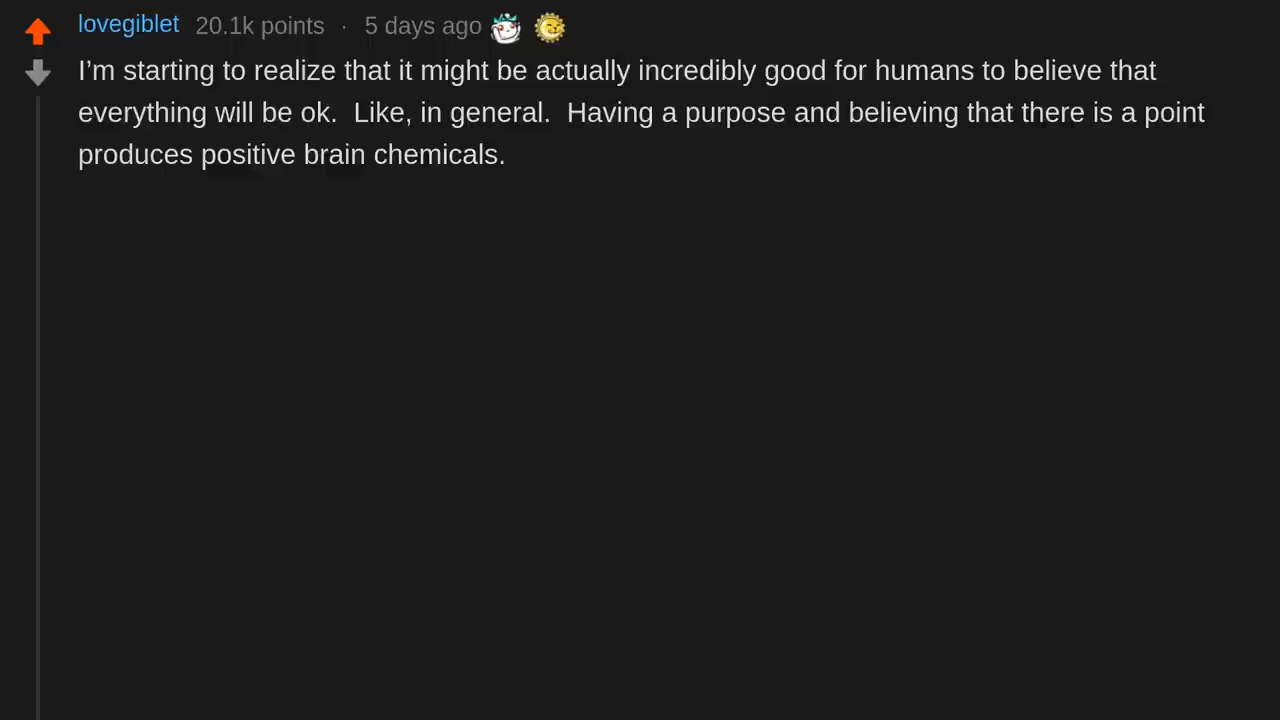 lovegiblet 20.1k points · 5 days ago
I’m starting to realize that it might be actually incredibly good for humans to believe that
everything will be ok.  Like, in general.  Having a purpose and believing that there is a point
produces positive brain chemicals.